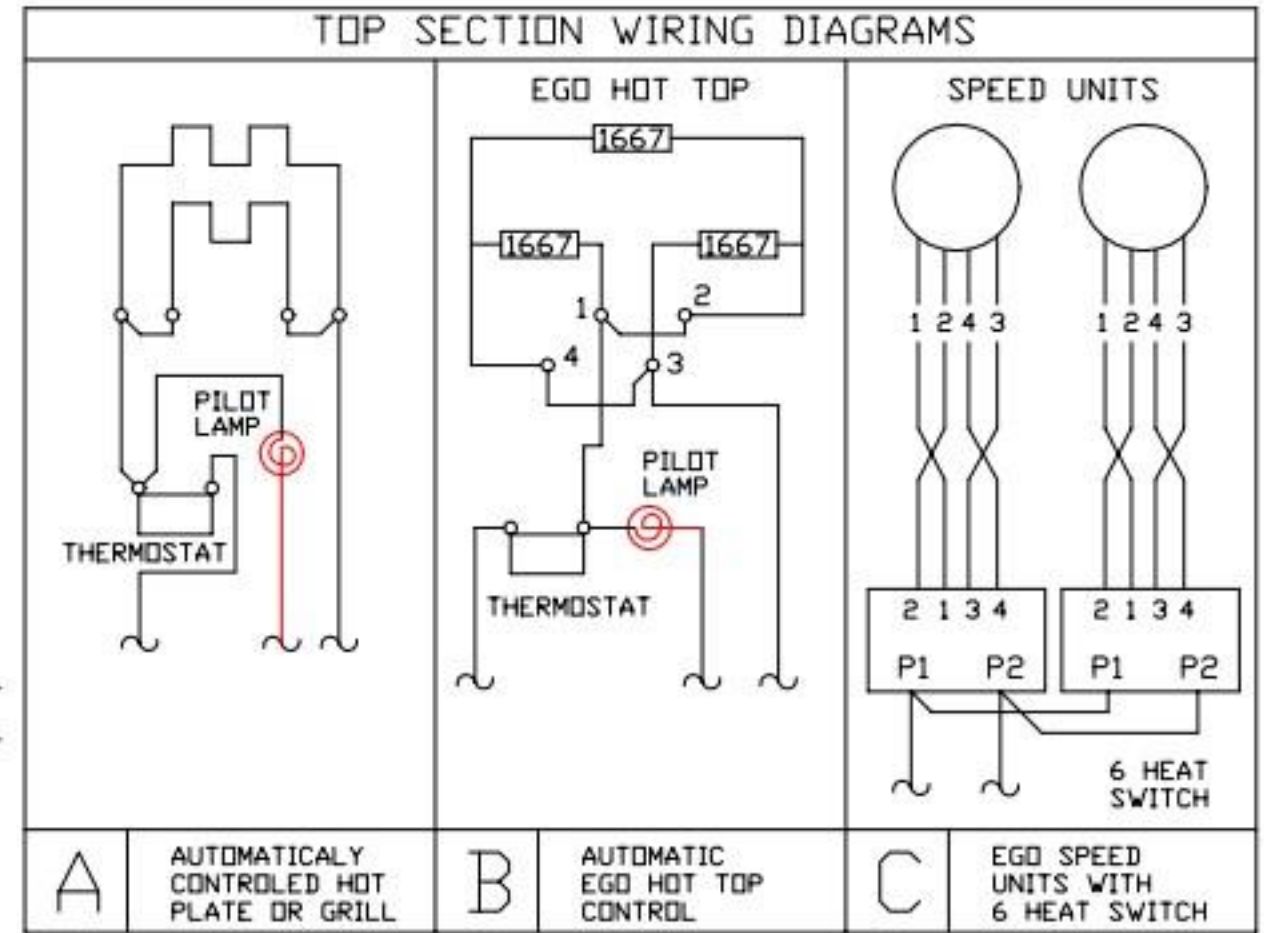 TOP SECTION WIRING DIAGRAMS
PILOT
LAMP
THERMOSTAT
A
AUTOMATICALY
CONTROLED HOT
PLATE OR GRILL
EGO HOT TOP
1667
1667
1667
1
2
4
3
PILOT
LAMP
THERMOSTAT
B
AUTOMATIC
EGO HOT TOP
CONTROL
SPEED UNITS
1 2 4 3
1 2 4 3
2 1 3 4
2 1 3 4
P1 P2
P1 P2
6 HEAT
SWITCH
C
EGO SPEED
UNITS WITH
6 HEAT SWITCH